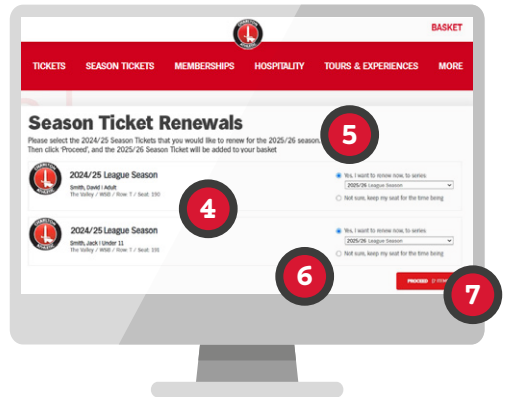 CHARLTON ATHLETIC
BASKET
TICKETS SEASON TICKETS MEMBERSHIPS HOSPITALITY TOURS & EXPERIENCES MORE
Season Ticket Renewals
5
Please select the 2024/25 Season Tickets that you would like to renew for the 2025/26 season.
Then click 'Proceed', and the 2025/26 Season Ticket will be added to your basket
2024/25 League Season
Smith, David | Adult
The Valley / WNE / Row: ? / Seat: 190
Yes, I want to renew now, to series
2025/26 League Season
Not sure, keep my seat for the time being
4
2024/25 League Season
Smith, Jack | Under 11
The Valley / WNE / Row: ? / Seat: 191
Yes, I want to renew now, to series
2025/26 League Season
Not sure, keep my seat for the time being
6
PROCEED
7